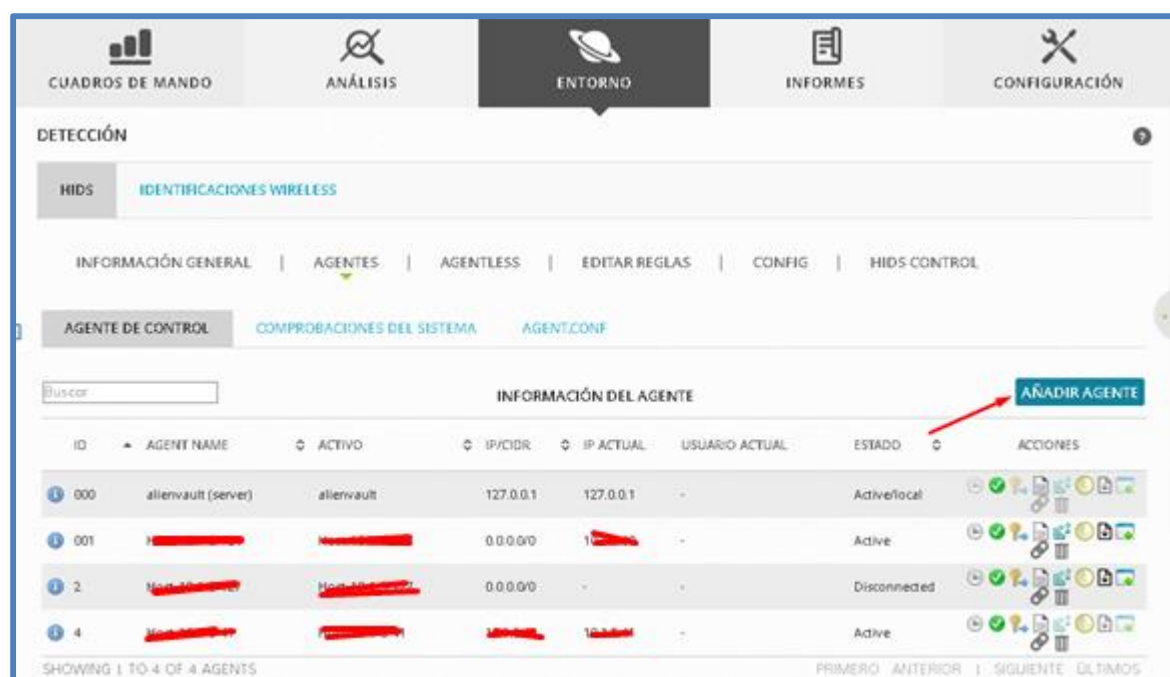 CUADROS DE MANDO ANÁLISIS ENTORNO INFORMES CONFIGURACIÓN
DETECCIÓN
HIDS IDENTIFICACIONES WIRELESS
INFORMACIÓN GENERAL | AGENTES | AGENTLESS | EDITAR REGLAS | CONFIG | HIDS CONTROL
AGENTE DE CONTROL COMPROBACIONES DEL SISTEMA AGENT.CONF
Buscar INFORMACIÓN DEL AGENTE AÑADIR AGENTE
ID AGENT NAME ACTIVO IP/CIDR IP ACTUAL USUARIO ACTUAL ESTADO ACCIONES
000 alienvault (server) alienvault 127.0.0.1 127.0.0.1 - Active/local
001 0.0.0.0/0 - Active
2 0.0.0.0/0 - - Disconnected
4 - Active
SHOWING 1 TO 4 OF 4 AGENTS PRIMERO ANTERIOR 1 SIGUIENTE ÚLTIMOS